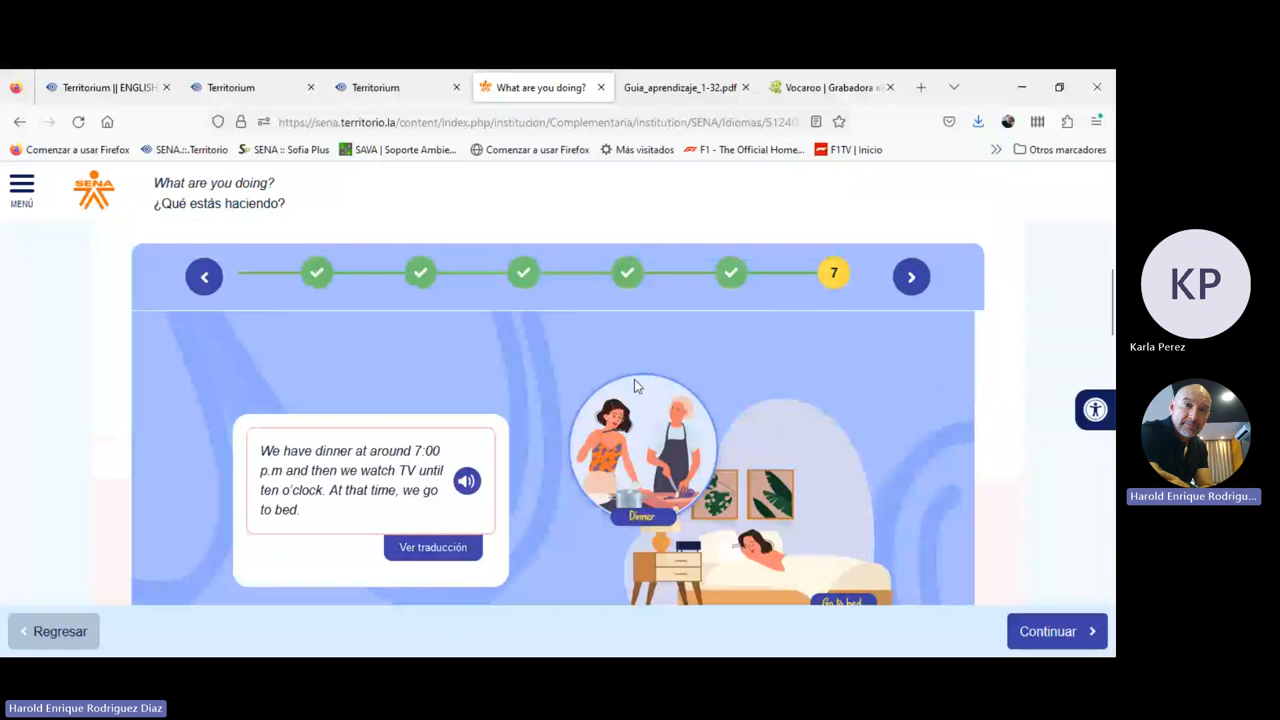 Territorium || ENGLISH
Territorium
Territorium
What are you doing?
Guia_aprendizaje_1-32.pdf
Vocaroo | Grabadora
https://sena.territorio.la/content/index.php/institucion/Complementaria/institution/SENA/Idiomas/51240
Comenzar a usar Firefox
SENA.::.Territorio
SENA :: Sofia Plus
SAVA | Soporte Ambie...
Comenzar a usar Firefox
Más visitados
F1 - The Official Home...
F1TV | Inicio
Otros marcadores
MENÚ
SENA
What are you doing?
¿Qué estás haciendo?
7
We have dinner at around 7:00
p.m and then we watch TV until
ten o'clock. At that time, we go
to bed.
Ver traducción
Dinner
Go to bed
Regresar
Continuar
KP
Karla Perez
Harold Enrique Rodrigu...
Harold Enrique Rodriguez Diaz